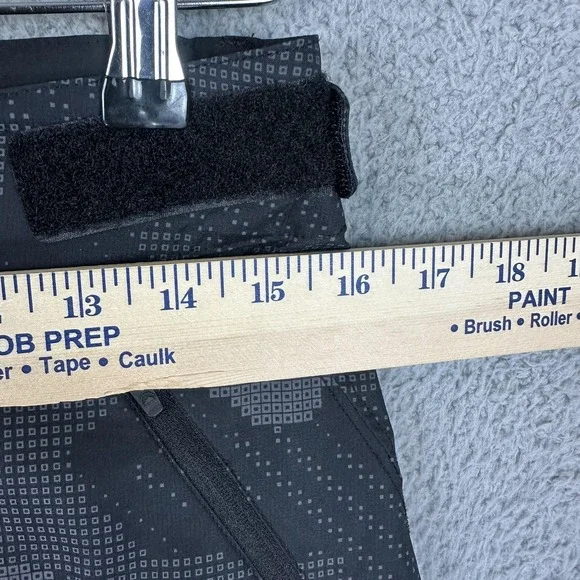 13 14 15 16 17 18
OB PREP
PAINT
er • Tape • Caulk
• Brush • Roller •